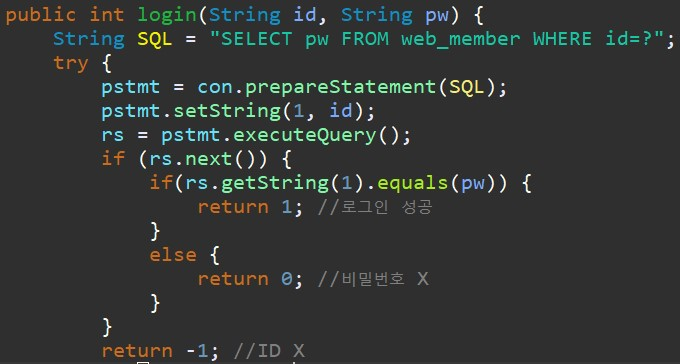 public int login(String id, String pw) {
    String SQL = "SELECT pw FROM web_member WHERE id=?";
    try {
        pstmt = con.prepareStatement(SQL);
        pstmt.setString(1, id);
        rs = pstmt.executeQuery();
        if (rs.next()) {
            if(rs.getString(1).equals(pw)) {
                return 1; //로그인 성공
            }
            else {
                return 0; //비밀번호 X
            }
        }
        return -1; //ID X